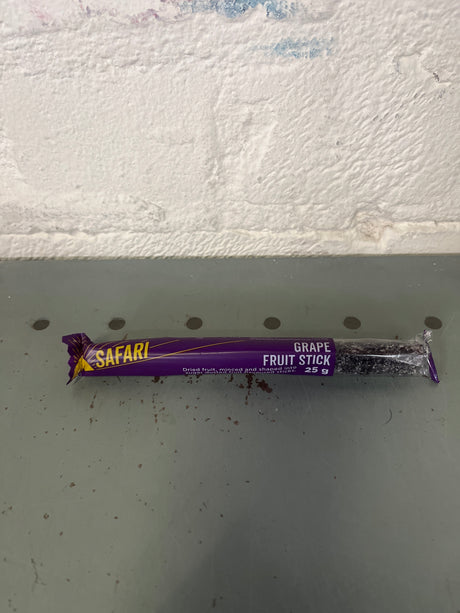 SAFARI
GRAPE
FRUIT STICK
25 g
Dried fruit, minced and shaped into